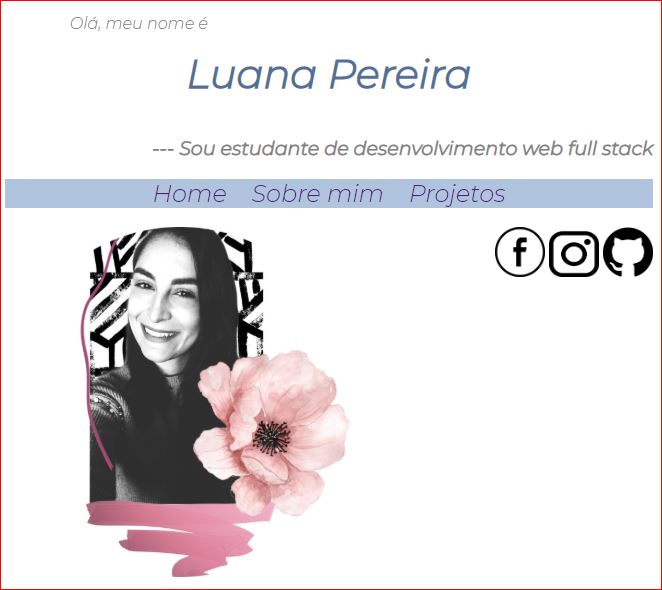 Olá, meu nome é
Luana Pereira
--- Sou estudante de desenvolvimento web full stack
Home Sobre mim Projetos